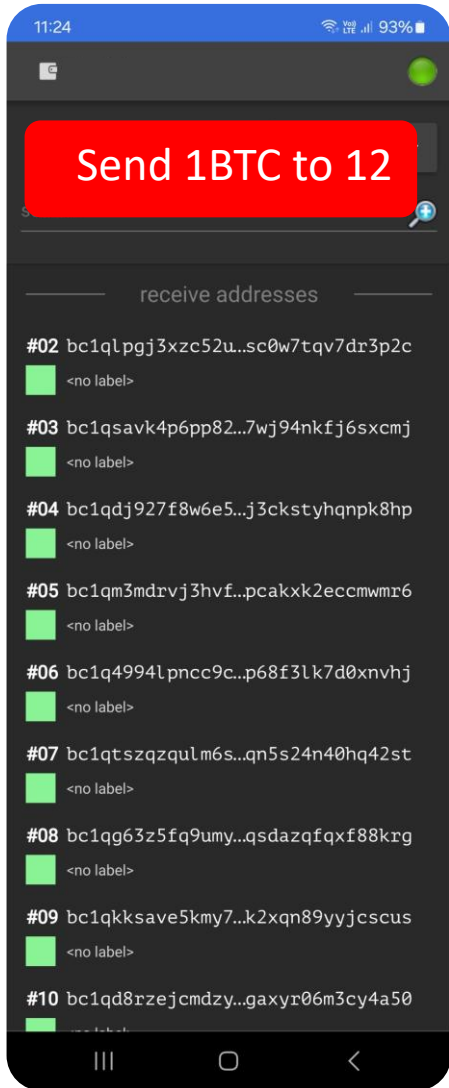 11:24 Vo) LTE 93%
Send 1BTC to 12
receive addresses
#02 bc1qlpgj3xzc52u…sc0w7tqv7dr3p2c
<no label>
#03 bc1qsavk4p6pp82…7wj94nkfj6sxcmj
<no label>
#04 bc1qdj927f8w6e5…j3ckstyhqnpk8hp
<no label>
#05 bc1qm3mdrvj3hvf…pcakxk2eccmwmr6
<no label>
#06 bc1q4994lpncc9c…p68f3lk7d0xnvhj
<no label>
#07 bc1qtszqzqulm6s…qn5s24n40hq42st
<no label>
#08 bc1qg63z5fq9umy…qsdazqfqxf88krg
<no label>
#09 bc1qkksave5kmy7…k2xqn89yyjcscus
<no label>
#10 bc1qd8rzejcmdzy…gaxyr06m3cy4a50